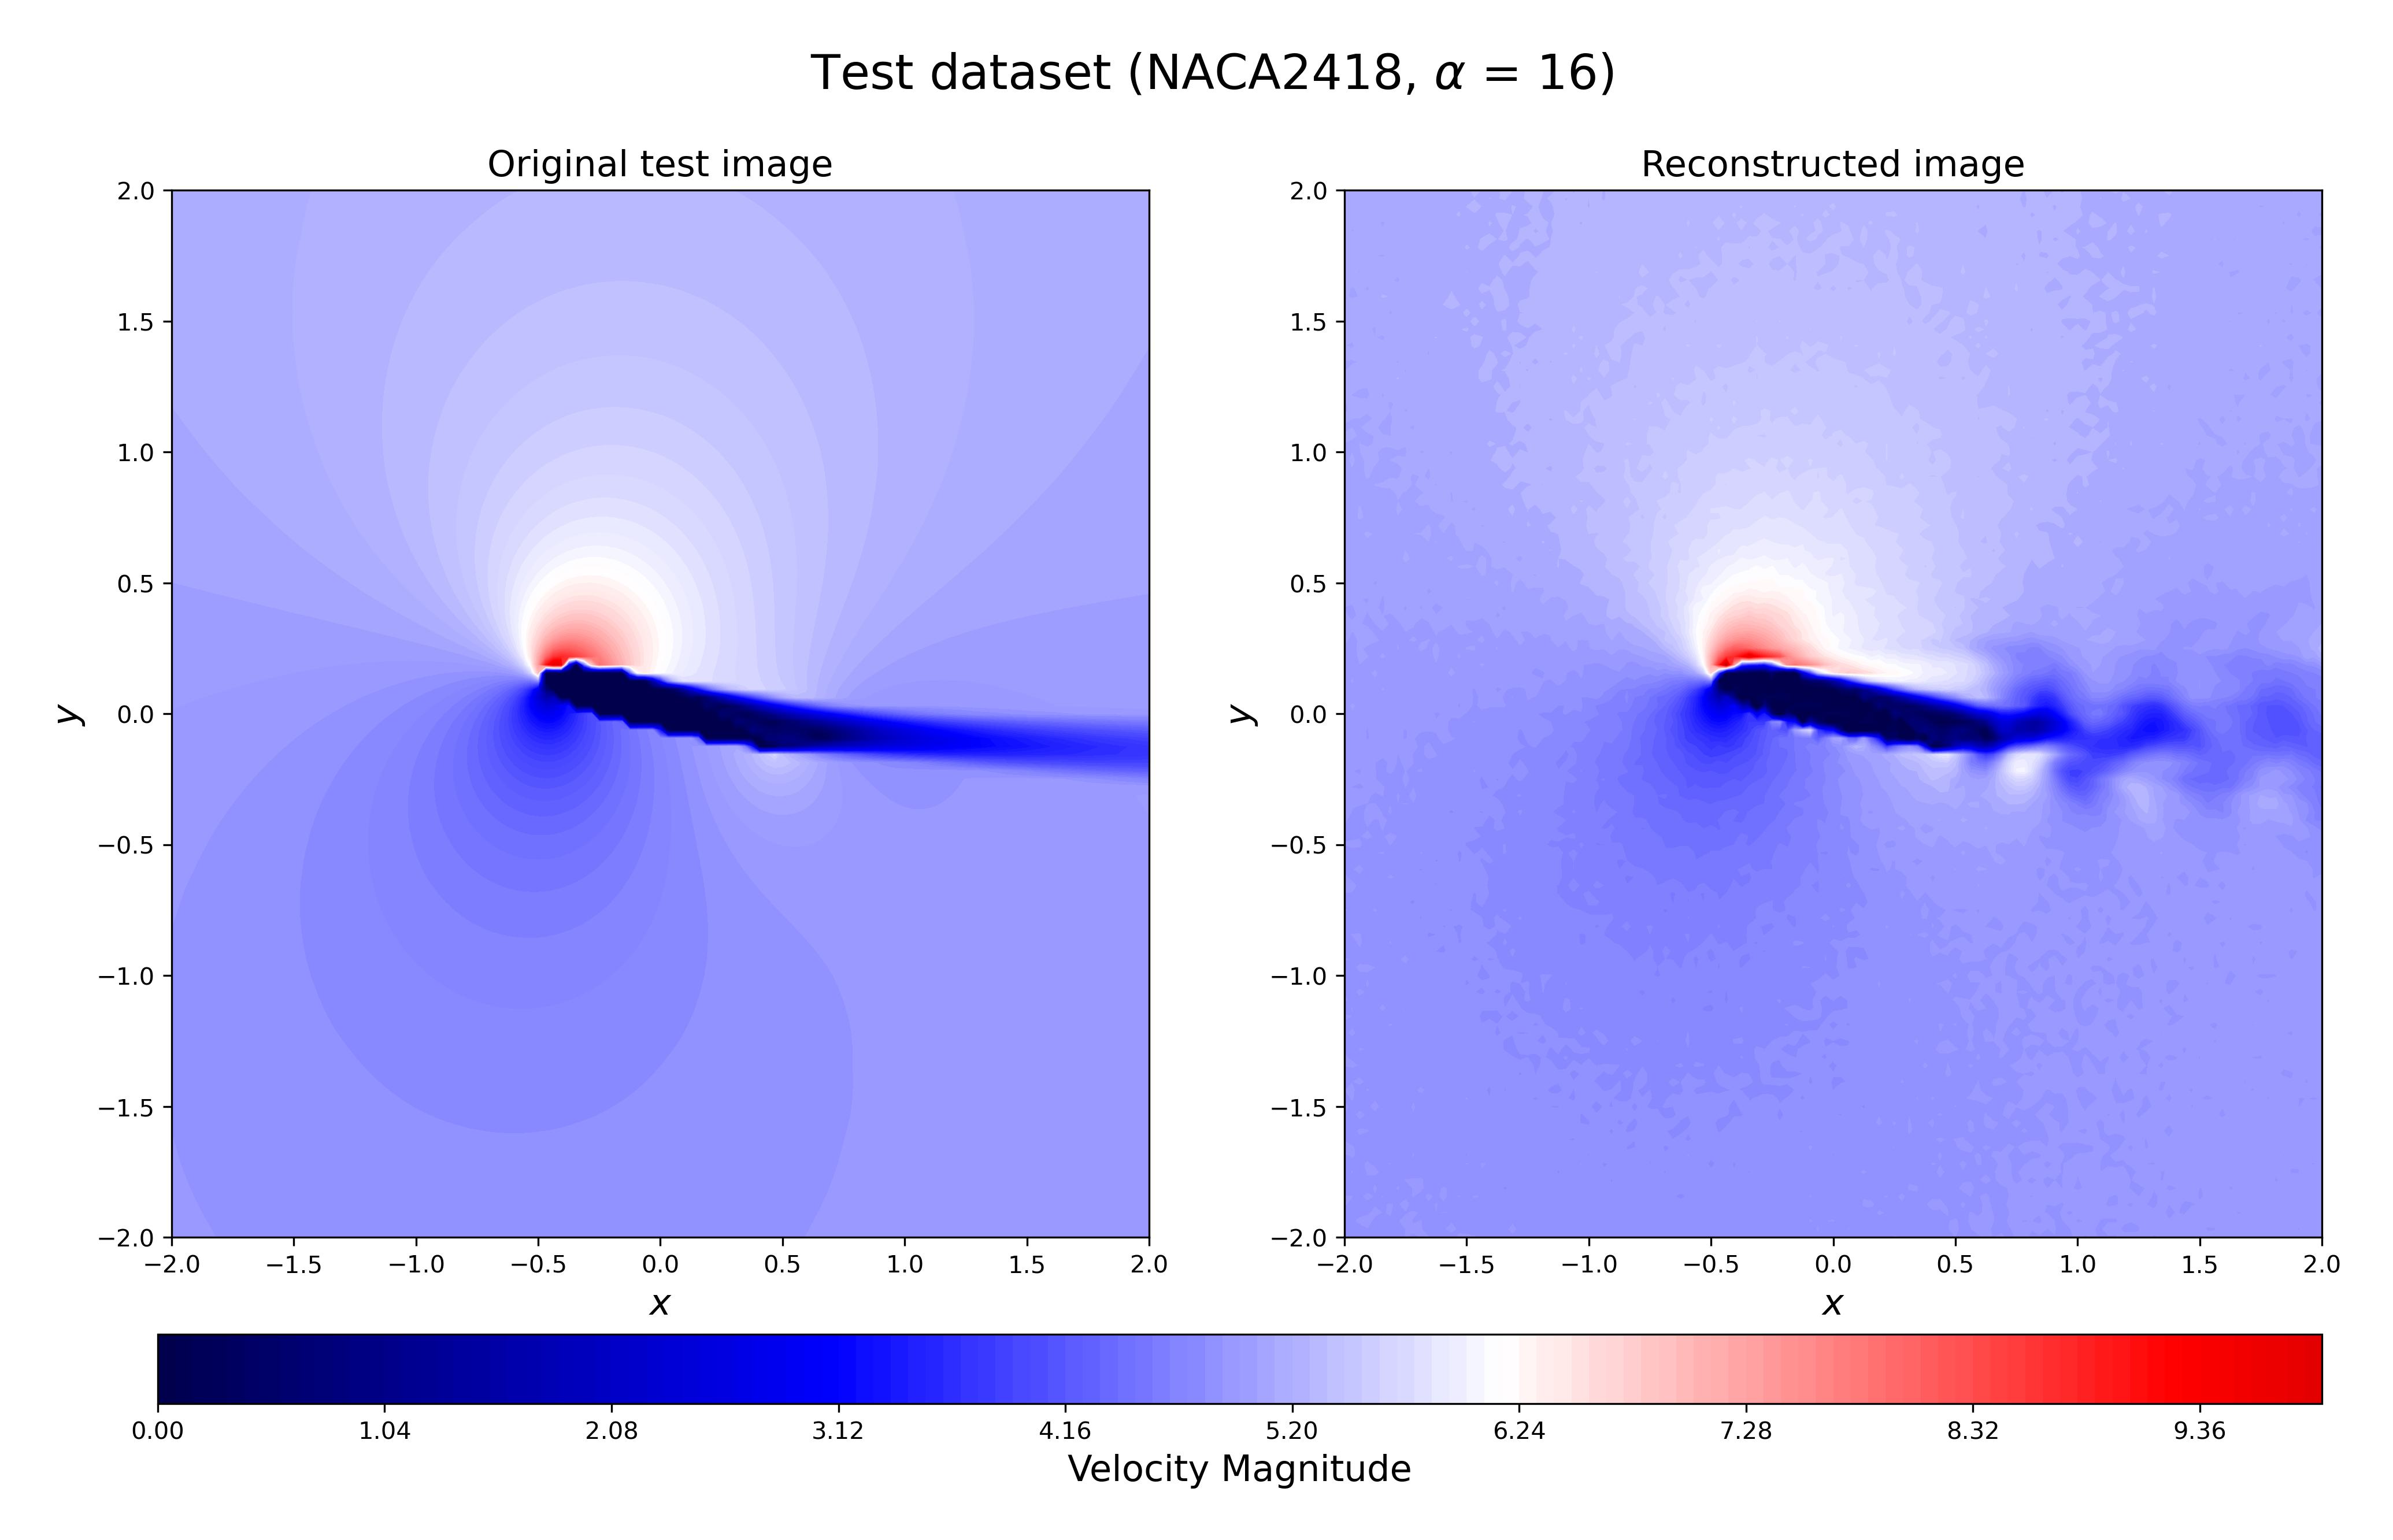 Test dataset (NACA2418, α = 16)
Original test image
Reconstructed image
2.0
1.5
1.0
0.5
0.0
−0.5
−1.0
−1.5
−2.0
y
−2.0 −1.5 −1.0 −0.5 0.0 0.5 1.0 1.5 2.0
x
2.0
1.5
1.0
0.5
0.0
−0.5
−1.0
−1.5
−2.0
y
−2.0 −1.5 −1.0 −0.5 0.0 0.5 1.0 1.5 2.0
x
0.00 1.04 2.08 3.12 4.16 5.20 6.24 7.28 8.32 9.36
Velocity Magnitude